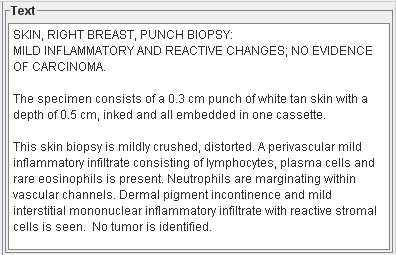 Text
SKIN, RIGHT BREAST, PUNCH BIOPSY:
MILD INFLAMMATORY AND REACTIVE CHANGES; NO EVIDENCE
OF CARCINOMA.
The specimen consists of a 0.3 cm punch of white tan skin with a
depth of 0.5 cm, inked and all embedded in one cassette.
This skin biopsy is mildly crushed, distorted. A perivascular mild
inflammatory infiltrate consisting of lymphocytes, plasma cells and
rare eosinophils is present. Neutrophils are marginating within
vascular channels. Dermal pigment incontinence and mild
interstitial mononuclear inflammatory infiltrate with reactive stromal
cells is seen.  No tumor is identified.